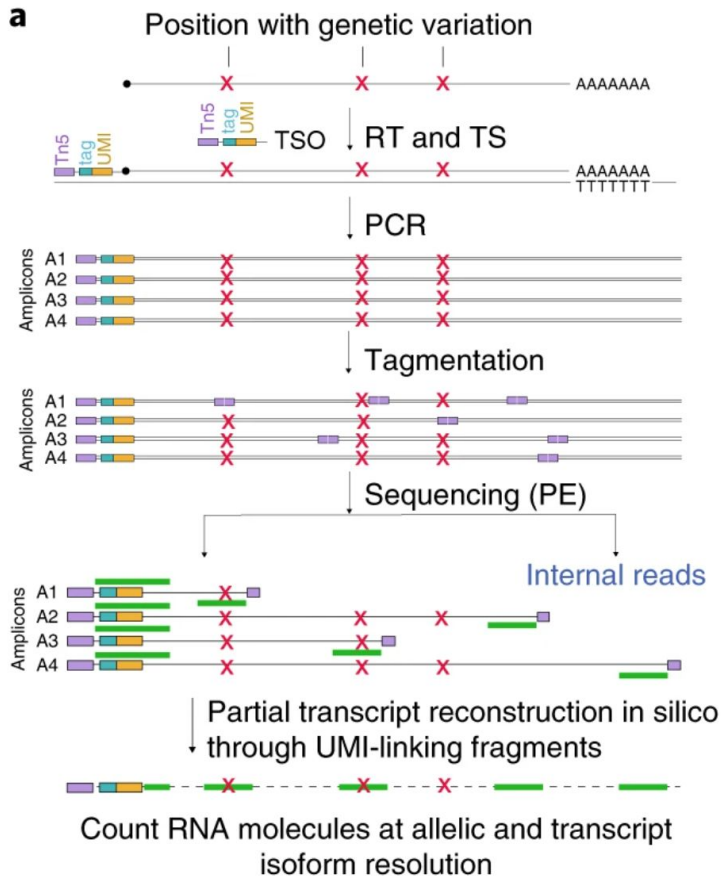 a
Position with genetic variation
AAAAAAA
Tn5
tag
UMI
TSO
RT and TS
Tn5
tag
UMI
AAAAAAA
TTTTTTT
PCR
Amplicons
A1
A2
A3
A4
Tagmentation
Amplicons
A1
A2
A3
A4
Sequencing (PE)
Internal reads
Amplicons
A1
A2
A3
A4
Partial transcript reconstruction in silico
through UMI-linking fragments
Count RNA molecules at allelic and transcript
isoform resolution